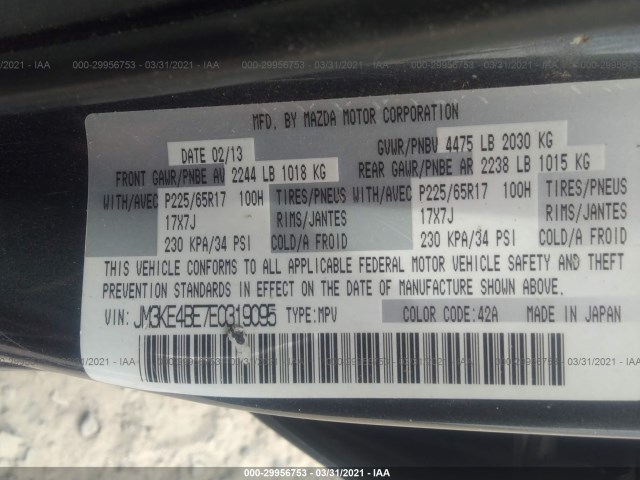 31/2021 - IAA 000-29956753 - 03/31/2021 - IAA 000-29956753 - 03/31/2021 - IAA
MFD. BY MAZDA MOTOR CORPORATION
DATE 02/13 GVWR/PNBV 4475 LB 2030 KG
FRONT GAWR/PNBE AV 2244 LB 1018 KG REAR GAWR/PNBE AR 2238 LB 1015 KG
WITH/AVEC P225/65R17 100H TIRES/PNEUS WITH/AVEC P225/65R17 100H TIRES/PNEUS
17X7J RIMS/JANTES 17X7J RIMS/JANTES
230 KPA/34 PSI COLD/A FROID 230 KPA/34 PSI COLD/A FROID
THIS VEHICLE CONFORMS TO ALL APPLICABLE FEDERAL MOTOR VEHICLE SAFETY AND THEFT
PREVENTION STANDARDS IN EFFECT ON THE DATE OF MANUFACTURE SHOWN ABOVE.
VIN: JM3KE4BE7E0319095 TYPE:MPV COLOR CODE:42A MADE IN JAPAN
31/2021 - IAA 000-29956753 - 03/31/2021 - IAA 000-29956753 - 03/31/2021 - IAA
000-29956753 - 03/31/2021 - IAA